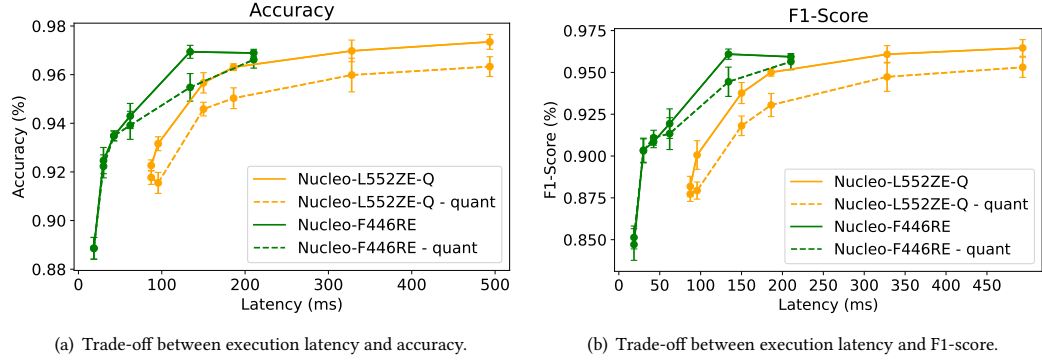 Accuracy
0.98
0.96
0.94
0.92
0.90
0.88
Accuracy (%)
Nucleo-L552ZE-Q
Nucleo-L552ZE-Q - quant
Nucleo-F446RE
Nucleo-F446RE - quant
0 100 200 300 400 500
Latency (ms)
(a) Trade-off between execution latency and accuracy.
F1-Score
0.975
0.950
0.925
0.900
0.875
0.850
F1-Score (%)
Nucleo-L552ZE-Q
Nucleo-L552ZE-Q - quant
Nucleo-F446RE
Nucleo-F446RE - quant
0 50 100 150 200 250 300 350 400 450
Latency (ms)
(b) Trade-off between execution latency and F1-score.